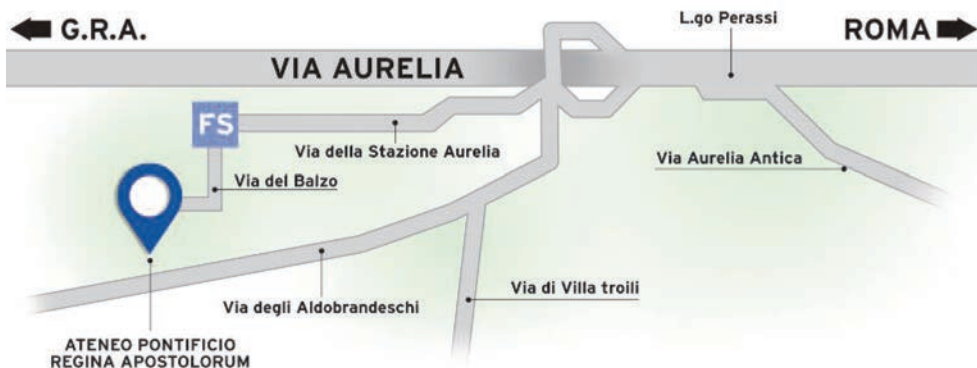 L.go Perassi
G.R.A.
ROMA
VIA AURELIA
FS
Via della Stazione Aurelia
Via Aurelia Antica
Via del Balzo
Via di Villa troili
Via degli Aldobrandeschi
ATENEO PONTIFICIO
REGINA APOSTOLORUM